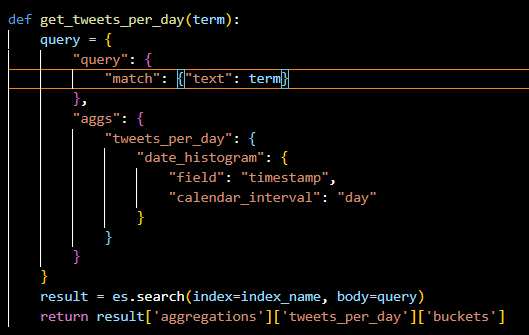 def get_tweets_per_day(term):
    query = {
        "query": {
            "match": {"text": term}
        },
        "aggs": {
            "tweets_per_day": {
                "date_histogram": {
                    "field": "timestamp",
                    "calendar_interval": "day"
                }
            }
        }
    }
    result = es.search(index=index_name, body=query)
    return result['aggregations']['tweets_per_day']['buckets']